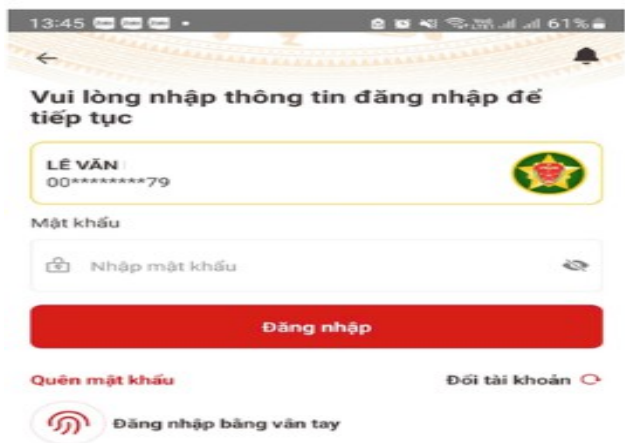 13:45
61%
Vui lòng nhập thông tin đăng nhập để
tiếp tục
LÊ VĂN
00********79
Mật khẩu
Nhập mật khẩu
Đăng nhập
Quên mật khẩu
Đổi tài khoản
Đăng nhập bằng vân tay